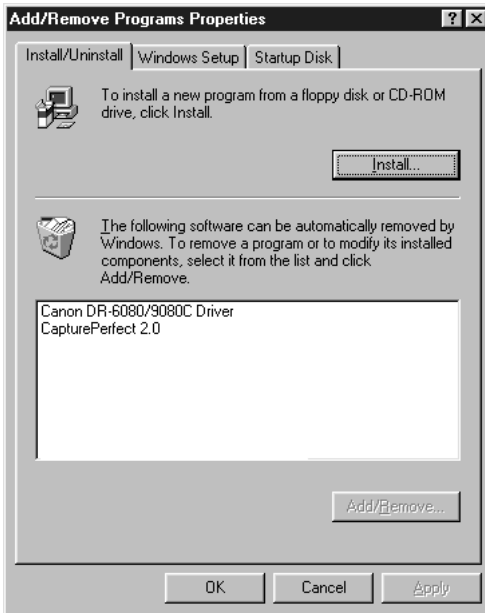 Add/Remove Programs Properties
Install/Uninstall Windows Setup Startup Disk
To install a new program from a floppy disk or CD-ROM
drive, click Install.
Install...
The following software can be automatically removed by
Windows. To remove a program or to modify its installed
components, select it from the list and click
Add/Remove.
Canon DR-6080/9080C Driver
CapturePerfect 2.0
Add/Remove...
OK Cancel Apply